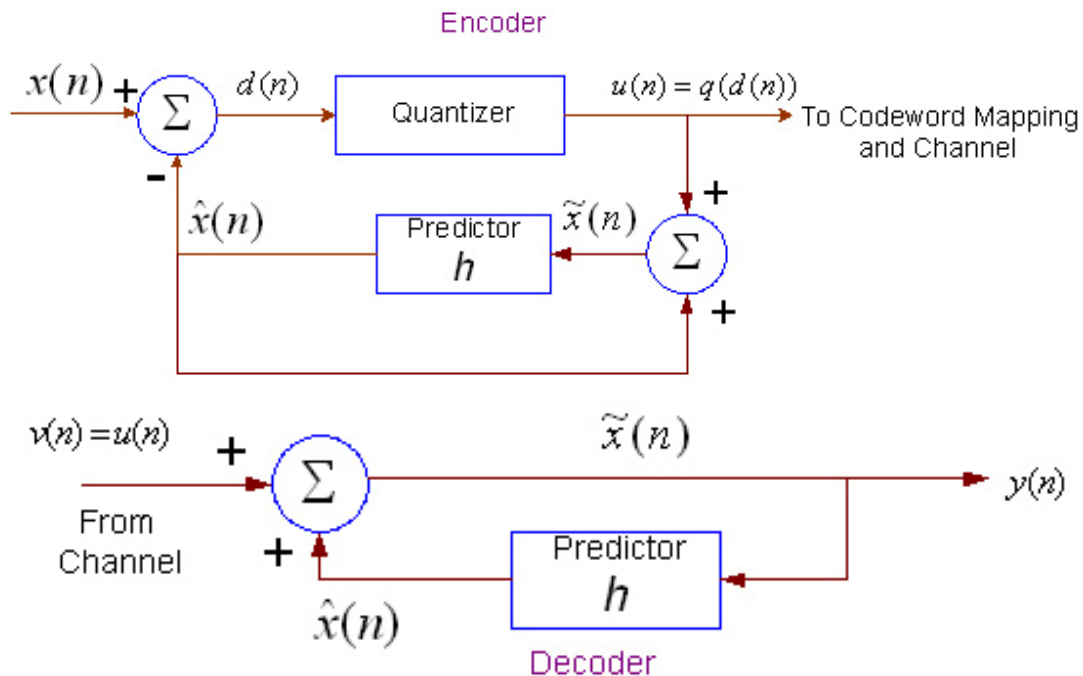 Encoder
x(n) + Σ d(n) Quantizer u(n) = q(d(n)) To Codeword Mapping
and Channel
- x̂(n) Predictor
h x̃(n) + Σ +
v(n) = u(n) + Σ x̃(n) y(n)
From
Channel + Predictor
h
x̂(n)
Decoder